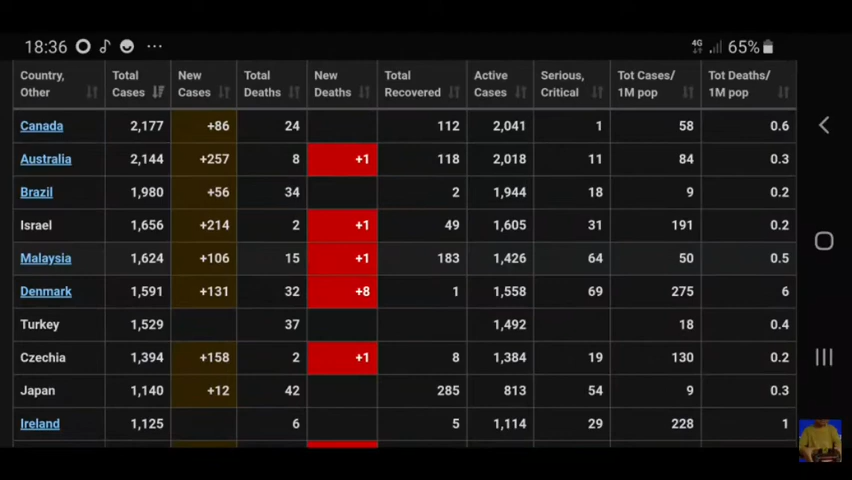 18:36 ... 4G 65%
Country, Other Total Cases New Cases Total Deaths New Deaths Total Recovered Active Cases Serious, Critical Tot Cases/ 1M pop Tot Deaths/ 1M pop
Canada 2,177 +86 24 112 2,041 1 58 0.6
Australia 2,144 +257 8 +1 118 2,018 11 84 0.3
Brazil 1,980 +56 34 2 1,944 18 9 0.2
Israel 1,656 +214 2 +1 49 1,605 31 191 0.2
Malaysia 1,624 +106 15 +1 183 1,426 64 50 0.5
Denmark 1,591 +131 32 +8 1 1,558 69 275 6
Turkey 1,529 37 1,492 18 0.4
Czechia 1,394 +158 2 +1 8 1,384 19 130 0.2
Japan 1,140 +12 42 285 813 54 9 0.3
Ireland 1,125 6 5 1,114 29 228 1